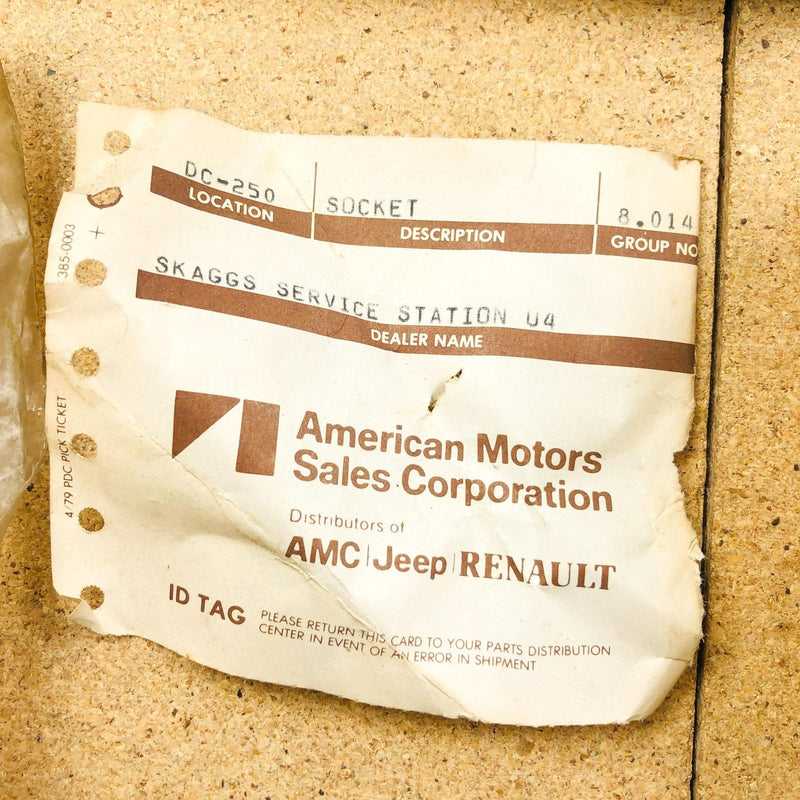 DC-250 SOCKET 8.014
LOCATION DESCRIPTION GROUP NO
SKAGGS SERVICE STATION U4
DEALER NAME
385-0003 +
4/79 PDC PICK TICKET
American Motors
Sales Corporation
Distributors of
AMC | Jeep | RENAULT
ID TAG PLEASE RETURN THIS CARD TO YOUR PARTS DISTRIBUTION
CENTER IN EVENT OF AN ERROR IN SHIPMENT